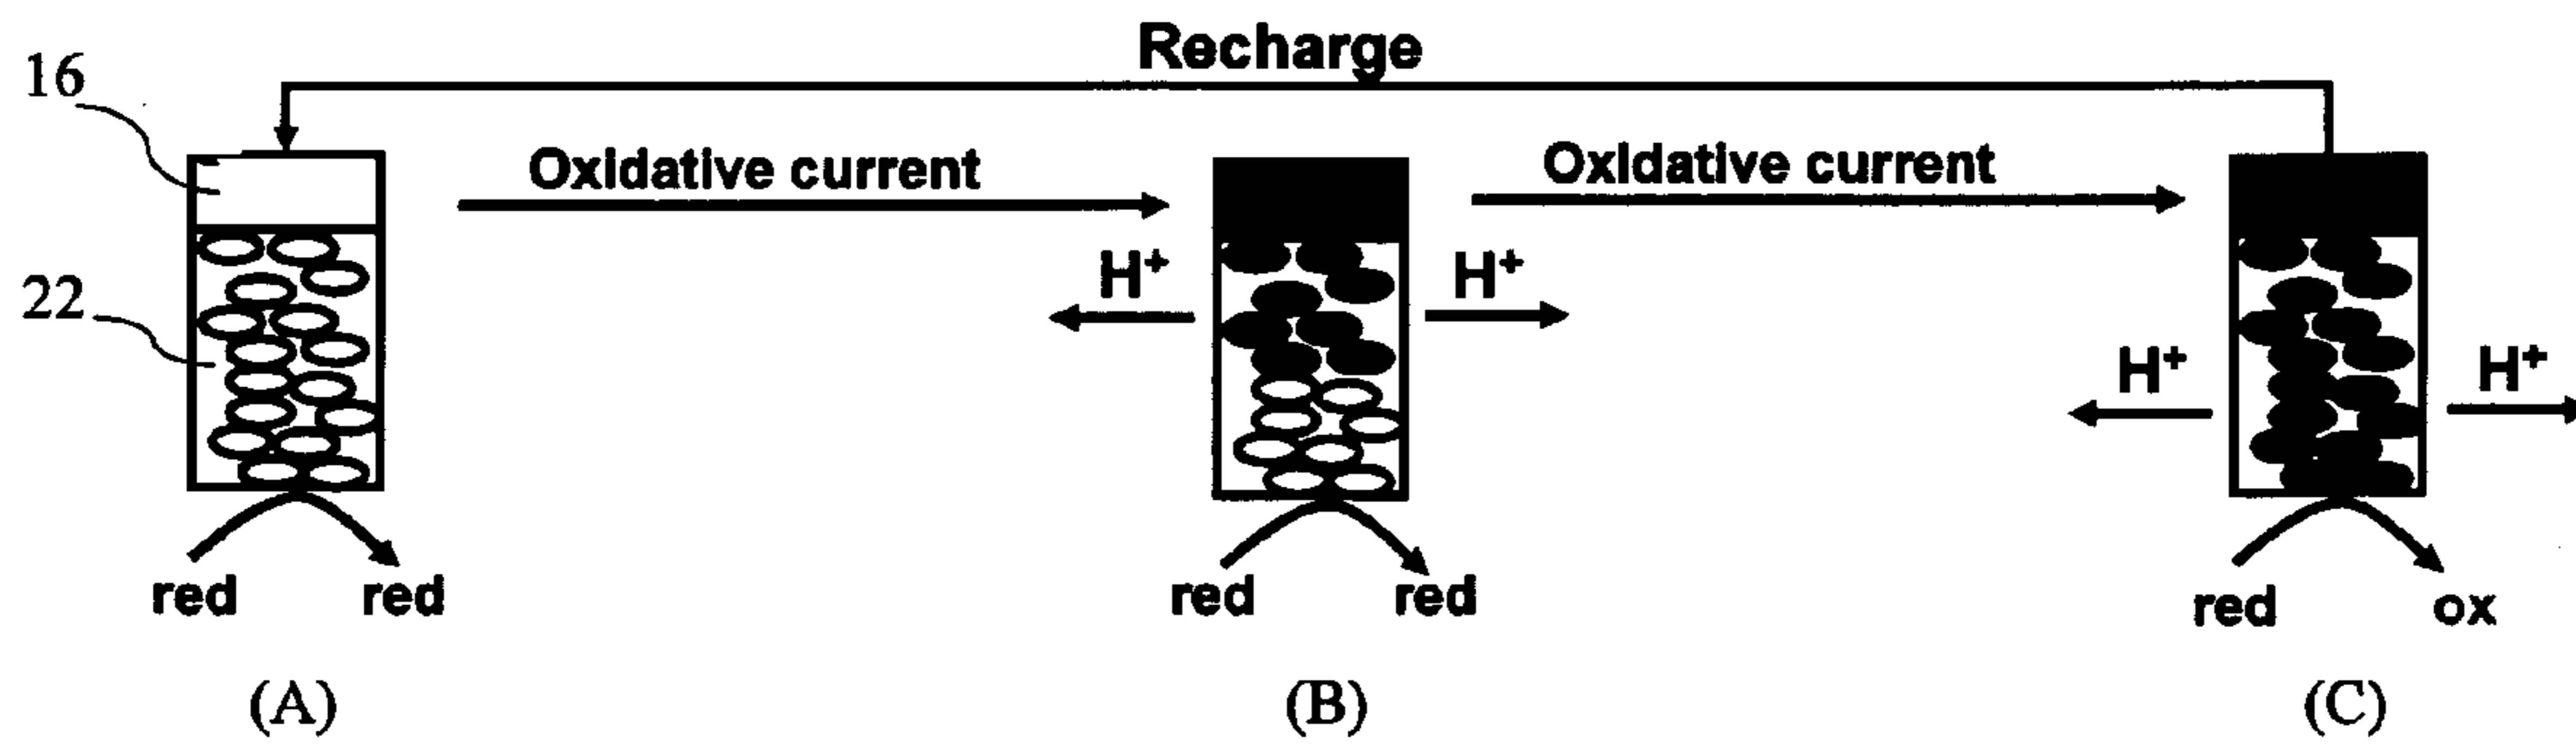 Recharge
16
Oxidative current
Oxidative current
22
H⁺
H⁺
H⁺
H⁺
red
red
red
red
red
ox
(A)
(B)
(C)